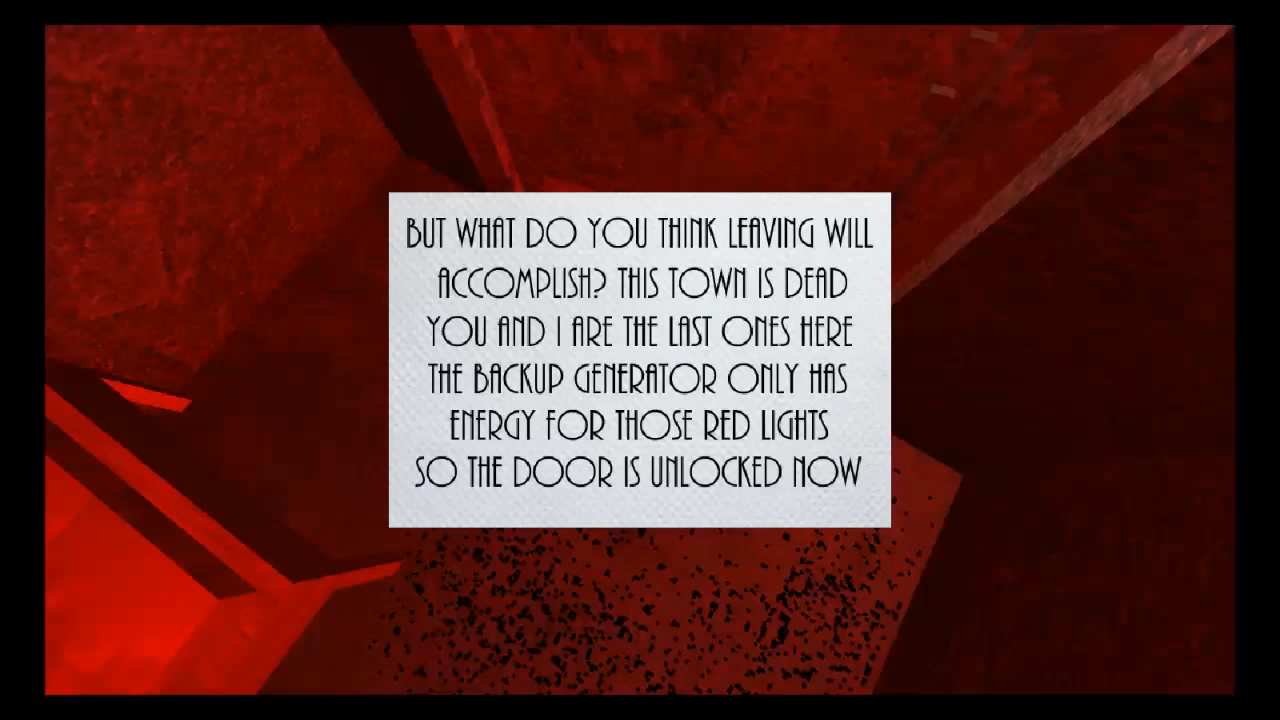 BUT WHAT DO YOU THINK LEAVING WILL
ACCOMPLISH? THIS TOWN IS DEAD
YOU AND I ARE THE LAST ONES HERE
THE BACKUP GENERATOR ONLY HAS
ENERGY FOR THOSE RED LIGHTS
SO THE DOOR IS UNLOCKED NOW